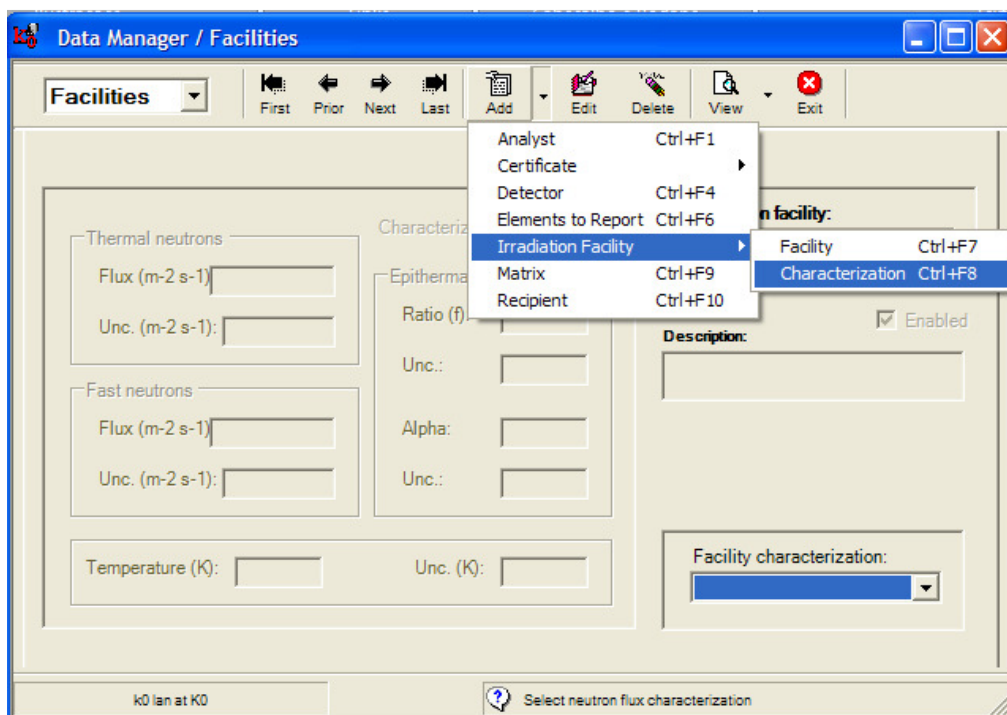 Data Manager / Facilities
Facilities
First Prior Next Last Add Edit Delete View Exit
Analyst Ctrl+F1
Certificate
Detector Ctrl+F4
Elements to Report Ctrl+F6
Irradiation Facility
Matrix Ctrl+F9
Recipient Ctrl+F10
Facility Ctrl+F7
Characterization Ctrl+F8
n facility:
Enabled
Description:
Thermal neutrons
Flux (m-2 s-1)
Unc. (m-2 s-1):
Fast neutrons
Flux (m-2 s-1)
Unc. (m-2 s-1):
Characteriz
Epitherma
Ratio (f):
Unc.:
Alpha:
Unc.:
Temperature (K):
Unc. (K):
Facility characterization:
k0 Ian at K0
Select neutron flux characterization